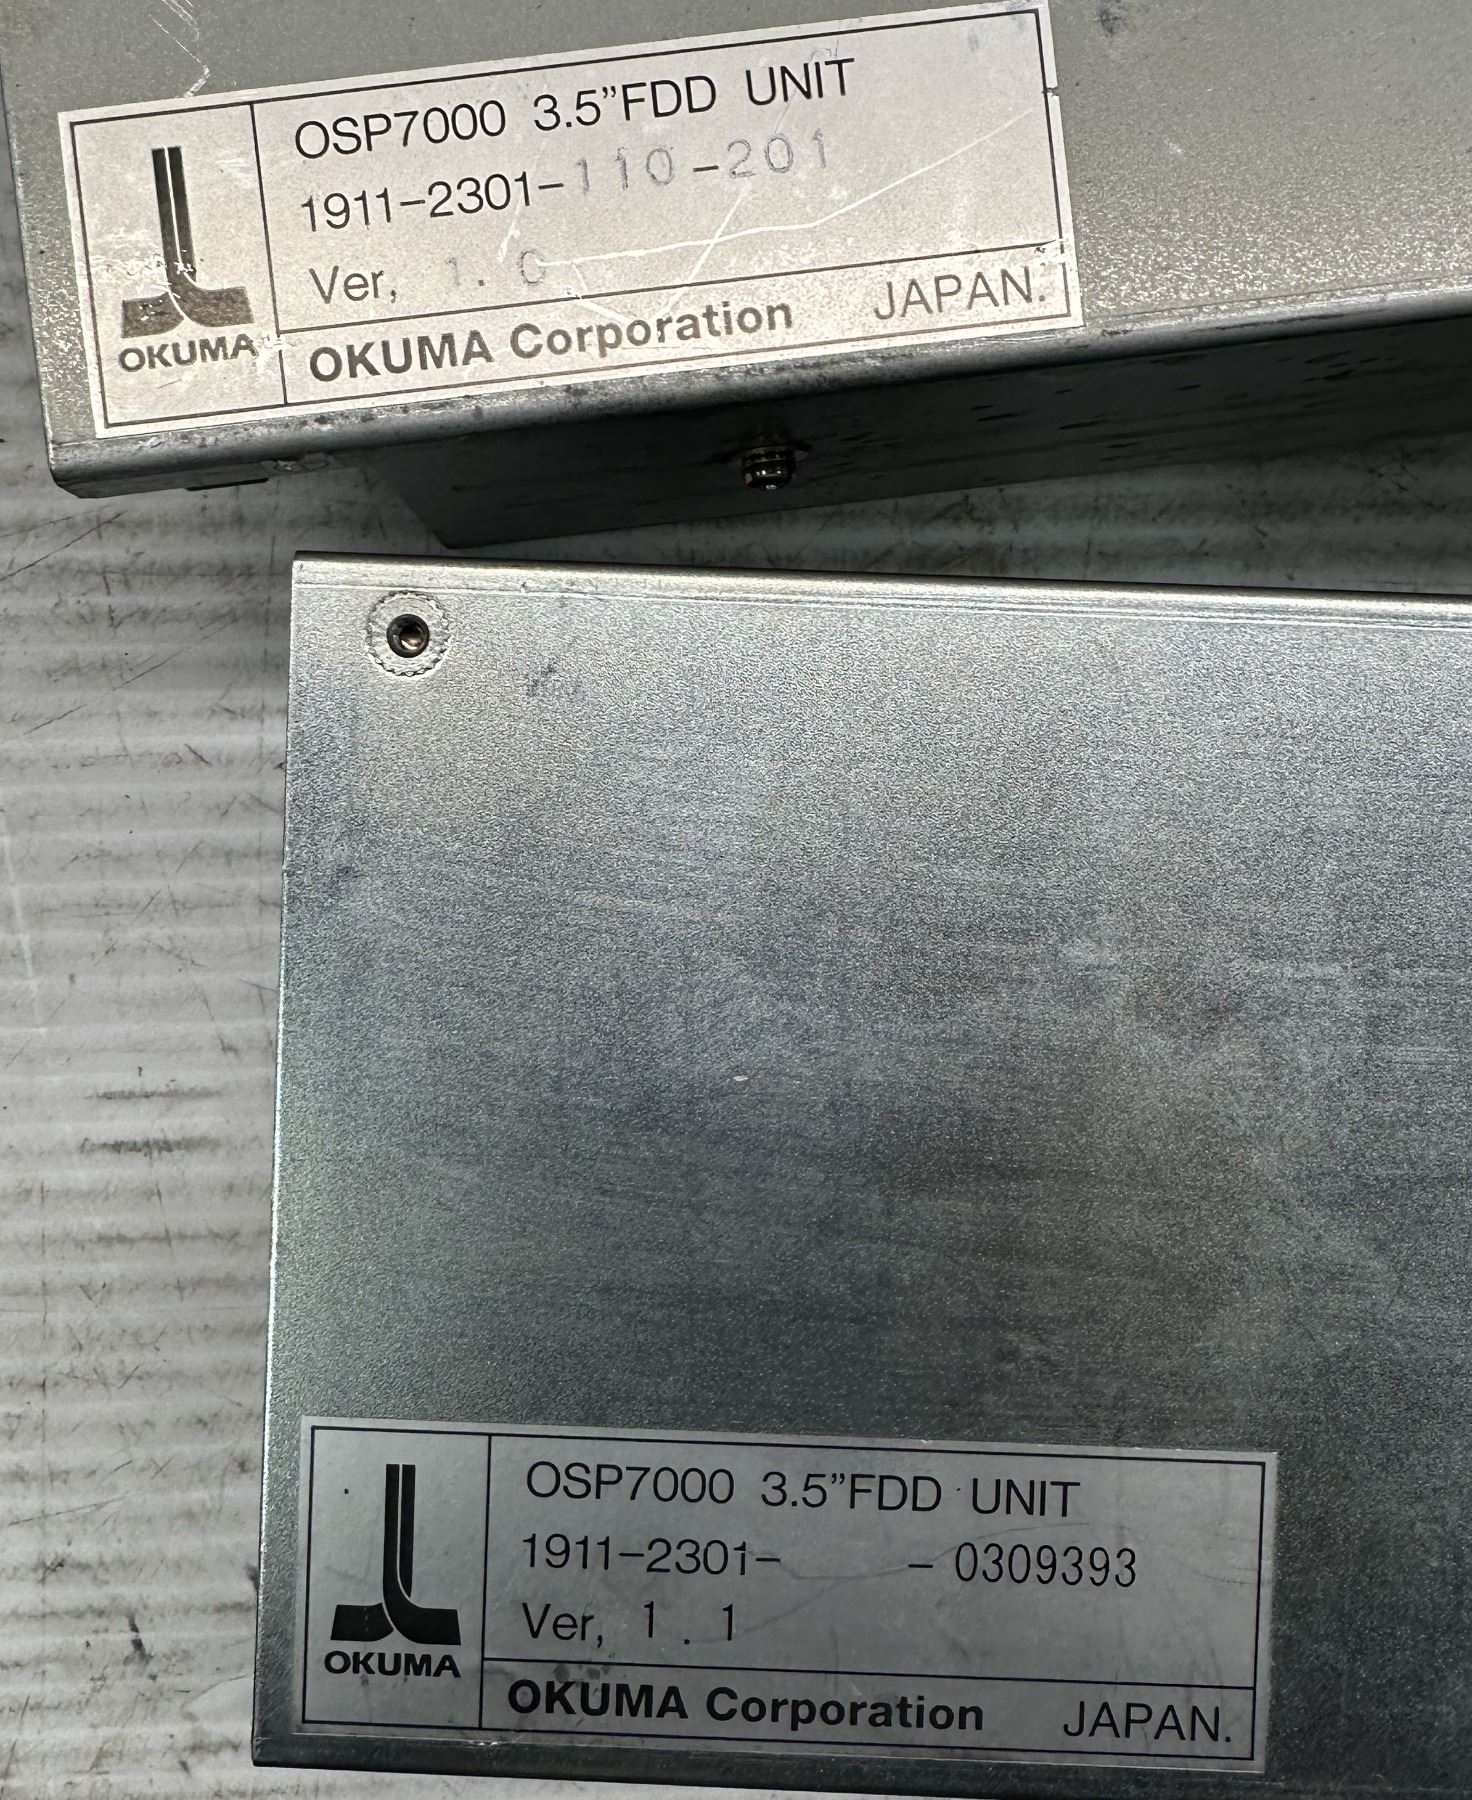 OSP7000 3.5”FDD UNIT
1911-2301-110-201
Ver, 1.0
OKUMA
OKUMA Corporation JAPAN.
OSP7000 3.5”FDD UNIT
1911-2301- -0309393
Ver, 1.1
OKUMA
OKUMA Corporation JAPAN.